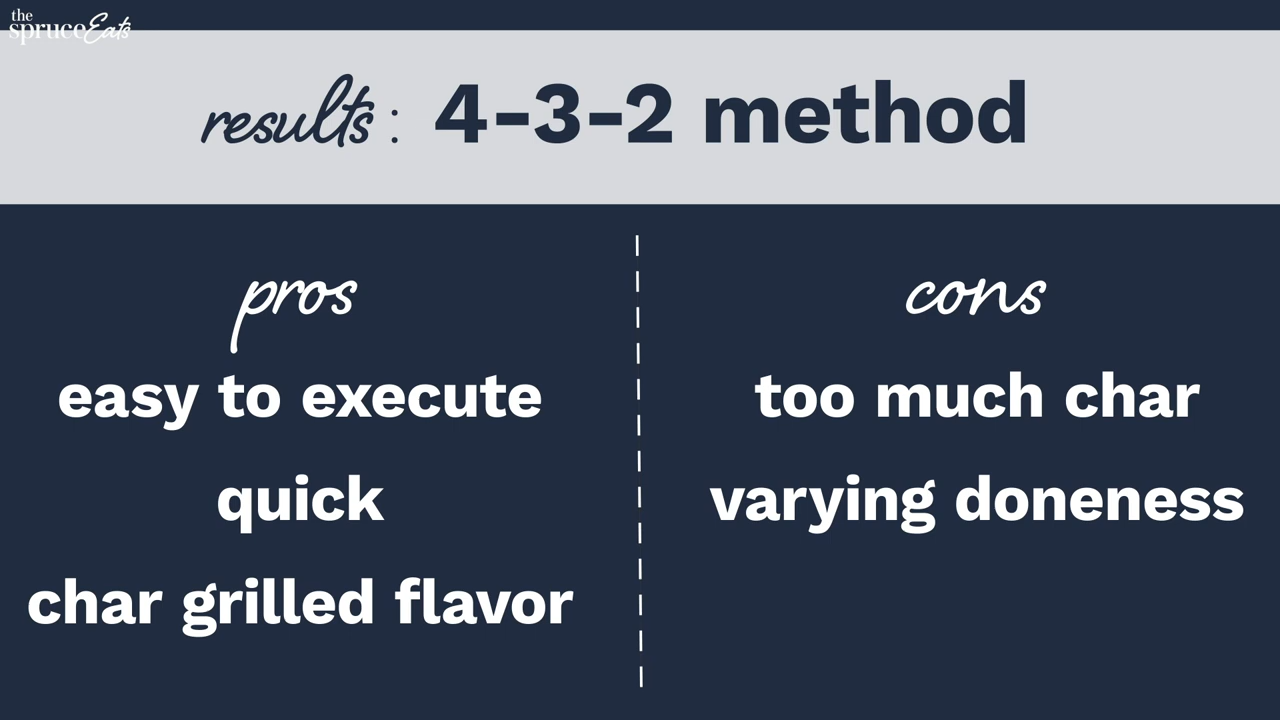 the
spruceEats
results: 4-3-2 method
pros
easy to execute
quick
char grilled flavor
cons
too much char
varying doneness